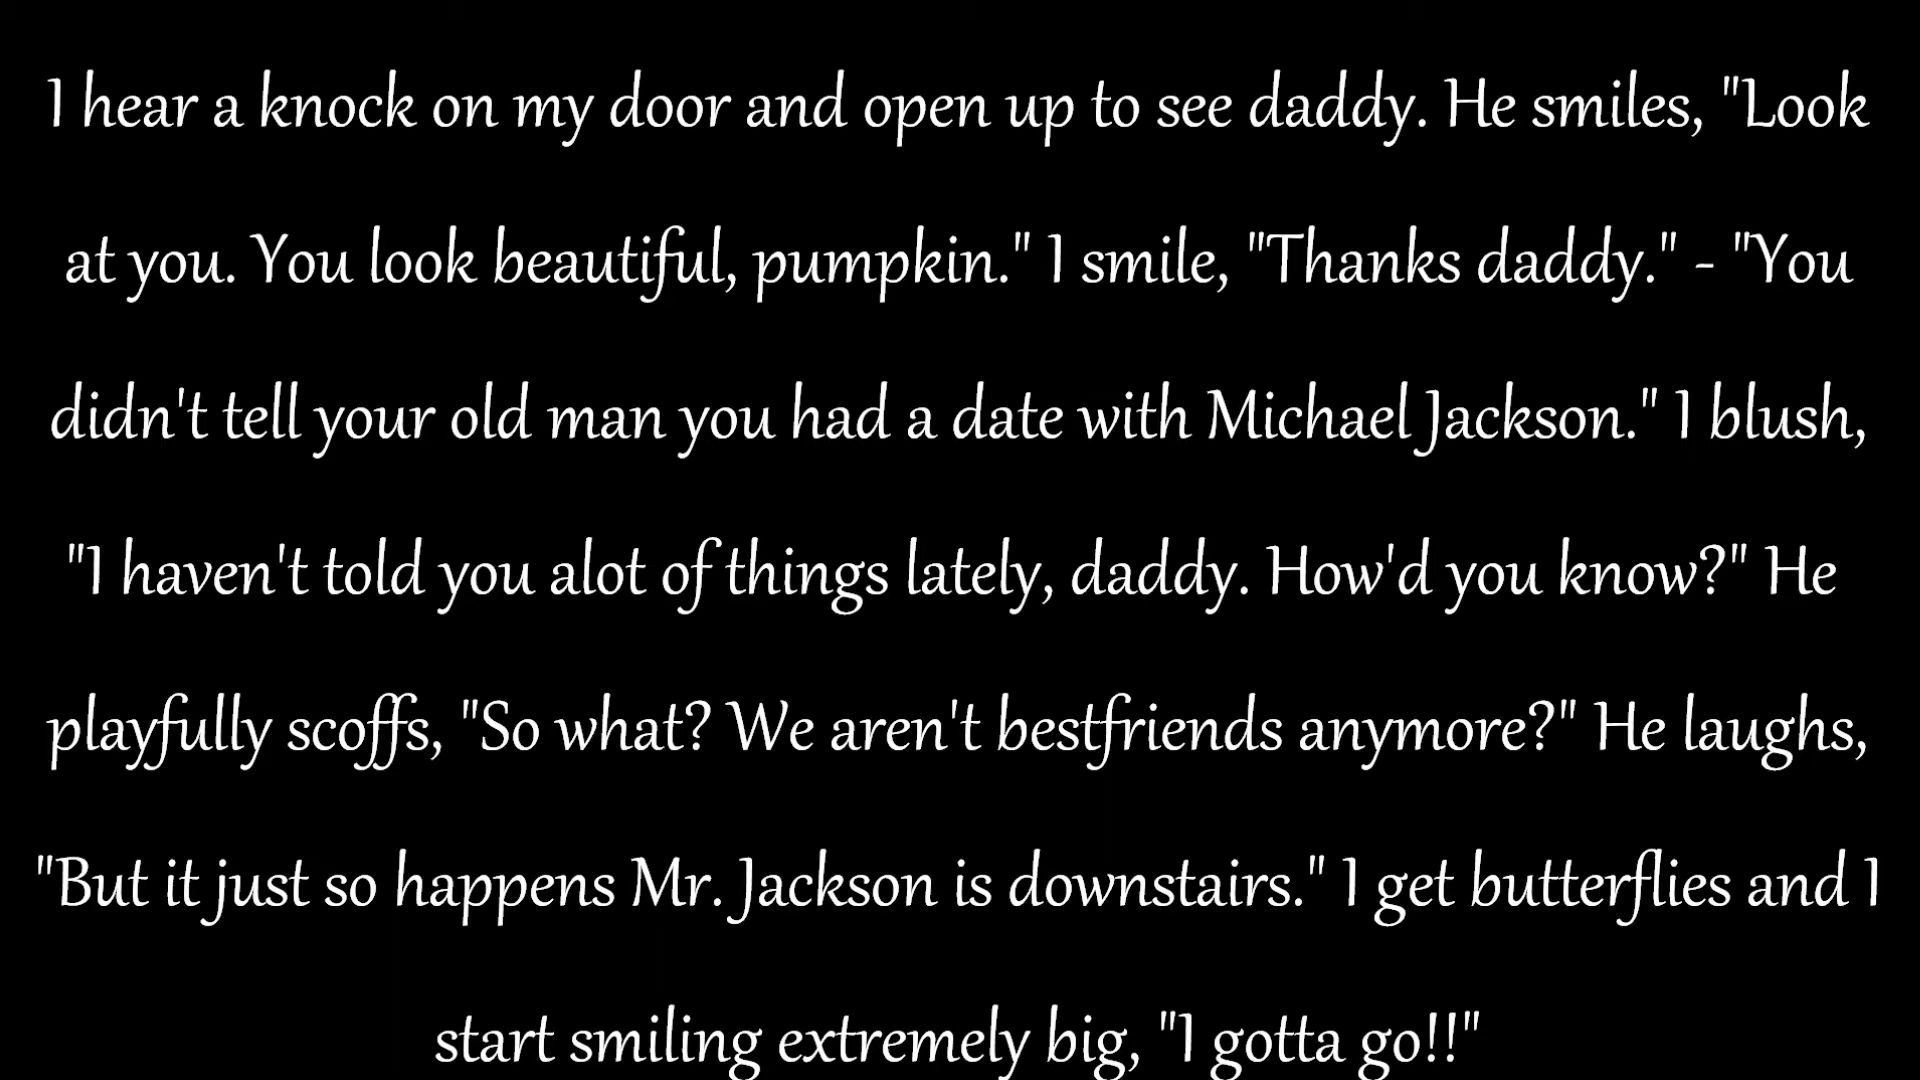 I hear a knock on my door and open up to see daddy. He smiles, "Look
at you. You look beautiful, pumpkin." I smile, "Thanks daddy." - "You
didn't tell your old man you had a date with Michael Jackson." I blush,
"I haven't told you alot of things lately, daddy. How'd you know?" He
playfully scoffs, "So what? We aren't bestfriends anymore?" He laughs,
"But it just so happens Mr. Jackson is downstairs." I get butterflies and I
start smiling extremely big, "I gotta go!!"